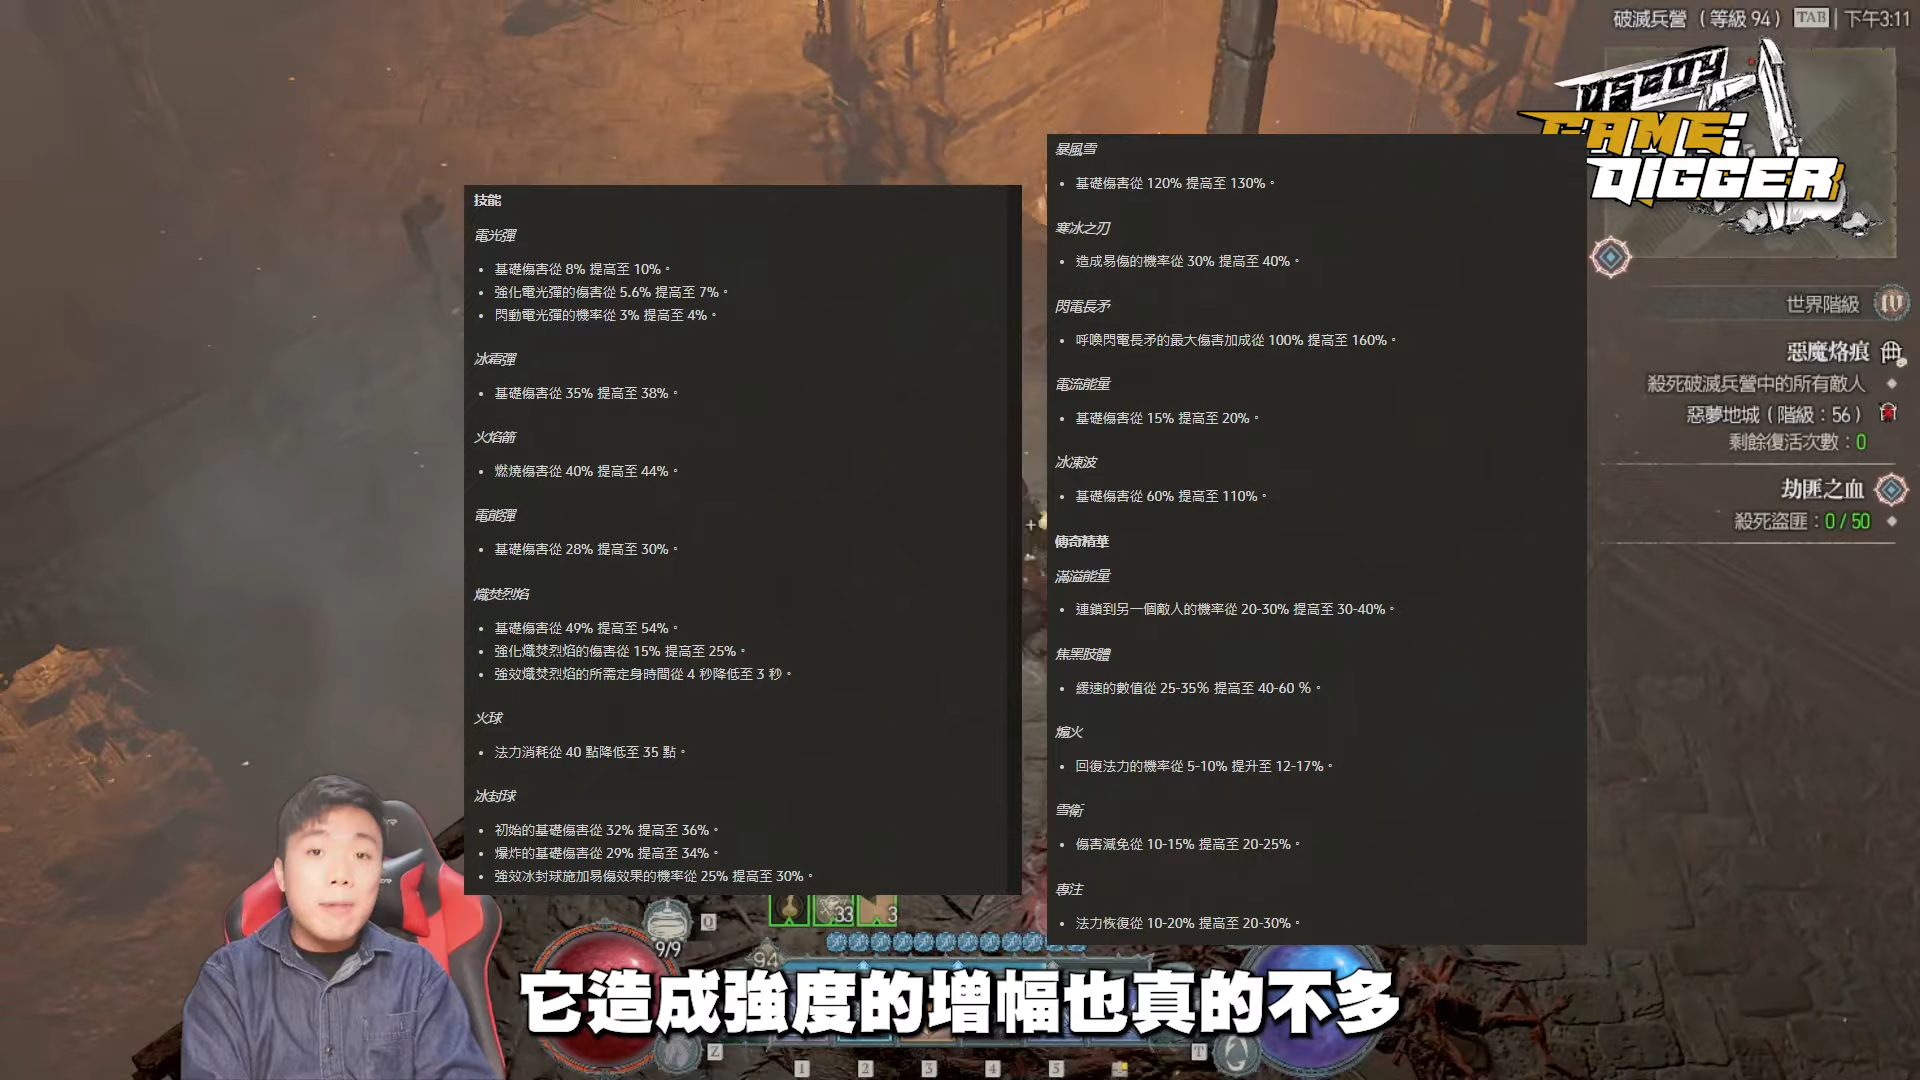 破滅兵營（等級 94） TAB 下午3:11
GAME:
DIGGER
技能
電光彈
• 基礎傷害從 8% 提高至 10%。
• 強化電光彈的傷害從 5.6% 提高至 7%。
• 閃動電光彈的機率從 3% 提高至 4%。
冰霜彈
• 基礎傷害從 35% 提高至 38%。
火焰箭
• 燃燒傷害從 40% 提高至 44%。
電能彈
• 基礎傷害從 28% 提高至 30%。
熾焚烈焰
• 基礎傷害從 49% 提高至 54%。
• 強化熾焚烈焰的傷害從 15% 提高至 25%。
• 強效熾焚烈焰的所需定身時間從 4 秒降低至 3 秒。
火球
• 法力消耗從 40 點降低至 35 點。
冰封球
• 初始的基礎傷害從 32% 提高至 36%。
• 爆炸的基礎傷害從 29% 提高至 34%。
• 強效冰封球施加易傷效果的機率從 25% 提高至 30%。
暴風雪
• 基礎傷害從 120% 提高至 130%。
寒冰之刃
• 造成易傷的機率從 30% 提高至 40%。
閃電長矛
• 呼喚閃電長矛的最大傷害加成從 100% 提高至 160%。
電流能量
• 基礎傷害從 15% 提高至 20%。
冰凍波
• 基礎傷害從 60% 提高至 110%。
傳奇精華
滿溢能量
• 連鎖到另一個敵人的機率從 20-30% 提高至 30-40%。
焦黑肢體
• 緩速的數值從 25-35% 提高至 40-60 %。
煽火
• 回復法力的機率從 5-10% 提升至 12-17%。
雪衛
• 傷害減免從 10-15% 提高至 20-25%。
專注
• 法力恢復從 10-20% 提高至 20-30%。
世界階級 IV
惡魔烙痕
殺死破滅兵營中的所有敵人
惡夢地城（階級：56）
剩餘復活次數：0
劫匪之血
殺死盜匪：0 / 50
33
3
Q
9/9
94
它造成強度的增幅也真的不多
Z
T
1 2 3 4 5